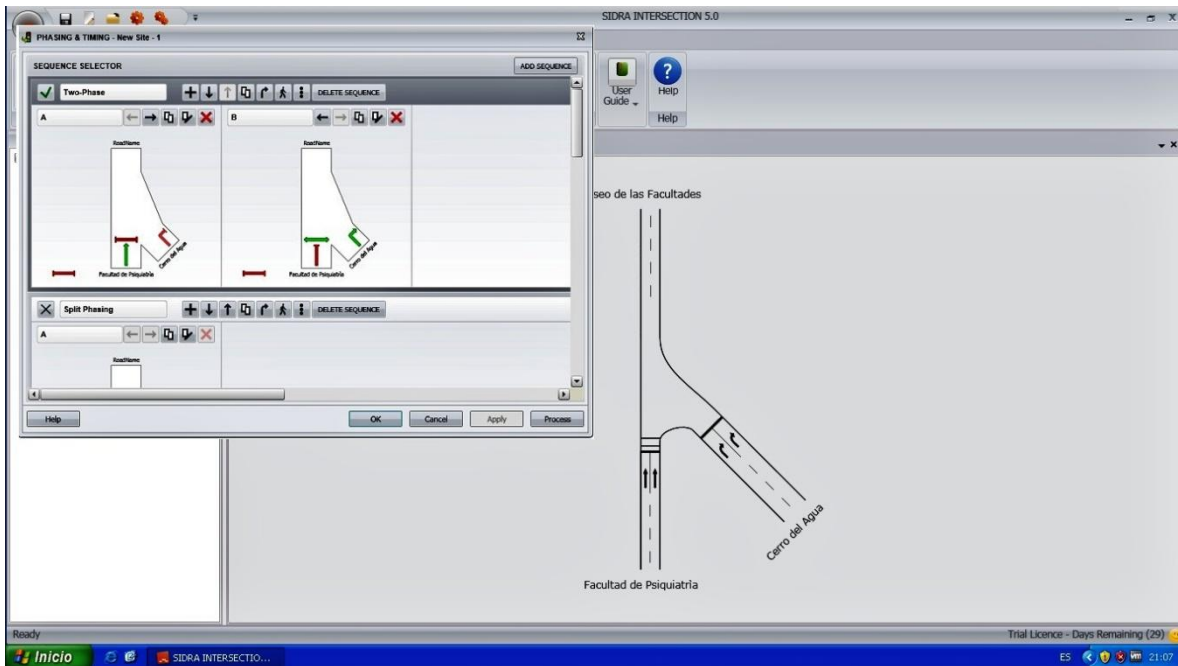 SIDRA INTERSECTION 5.0
PHASING & TIMING - New Site - 1
SEQUENCE SELECTOR
ADD SEQUENCE
Two-Phase
DELETE SEQUENCE
A
B
RoadName
RoadName
Cerro del Agua
Cerro del Agua
Facultad de Psiquiatría
Facultad de Psiquiatría
Split Phasing
DELETE SEQUENCE
A
RoadName
Help
OK
Cancel
Apply
Process
User
Guide
Help
Help
seo de las Facultades
Cerro del Agua
Facultad de Psiquiatrìa
Ready
Trial Licence - Days Remaining (29)
Inicio
SIDRA INTERSECTIO...
ES
21:07